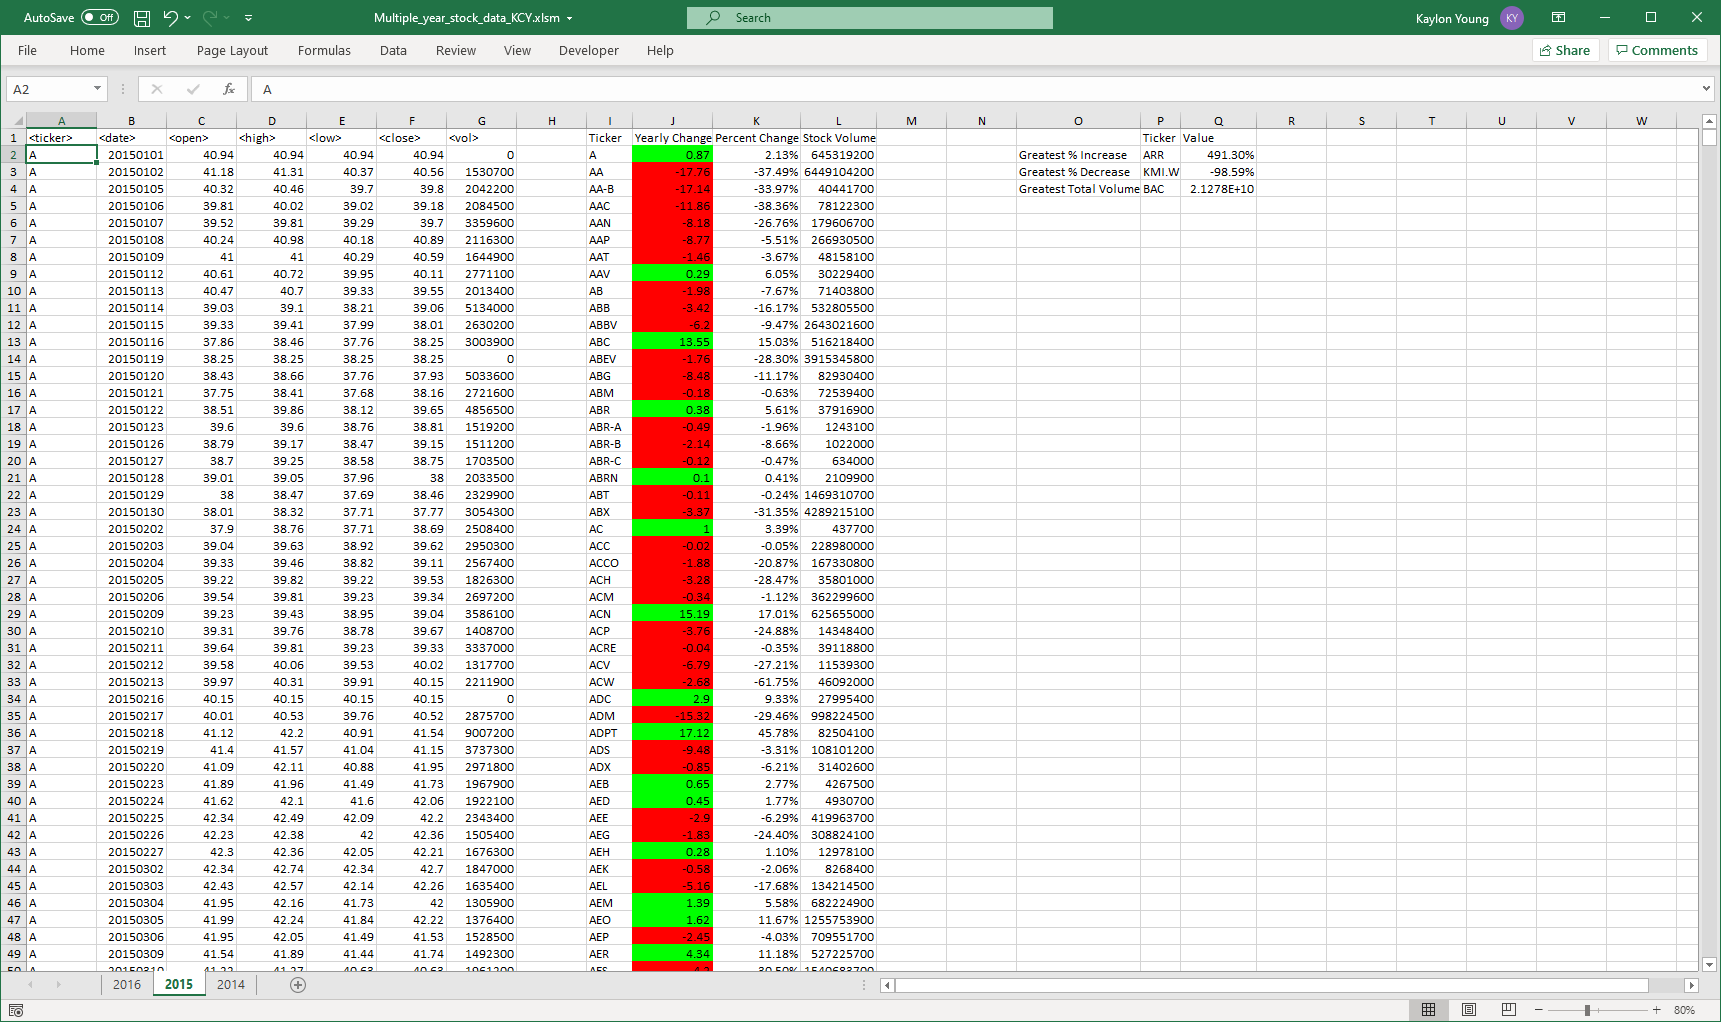 AutoSave Off Multiple_year_stock_data_KCY.xlsm Search Kaylon Young KY
File Home Insert Page Layout Formulas Data Review View Developer Help Share Comments
A2 fx A
A B C D E F G H I J K L M N O P Q R S T U V W
1 <ticker> <date> <open> <high> <low> <close> <vol> Ticker Yearly Change Percent Change Stock Volume Ticker Value
2 A 20150101 40.94 40.94 40.94 40.94 0 A 0.87 2.13% 645319200 Greatest % Increase ARR 491.30%
3 A 20150102 41.18 41.31 40.37 40.56 1530700 AA -17.76 -37.49% 6449104200 Greatest % Decrease KMI.W -98.59%
4 A 20150105 40.32 40.46 39.7 39.8 2042200 AA-B -17.14 -33.97% 40441700 Greatest Total Volume BAC 2.1278E+10
5 A 20150106 39.81 40.02 39.02 39.18 2084500 AAC -11.86 -38.36% 78122300
6 A 20150107 39.52 39.81 39.29 39.7 3359600 AAN -8.18 -26.76% 179606700
7 A 20150108 40.24 40.98 40.18 40.89 2116300 AAP -8.77 -5.51% 266930500
8 A 20150109 41 41 40.29 40.59 1644900 AAT -1.46 -3.67% 48158100
9 A 20150112 40.61 40.72 39.95 40.11 2771100 AAV 0.29 6.05% 30229400
10 A 20150113 40.47 40.7 39.33 39.55 2013400 AB -1.98 -7.67% 71403800
11 A 20150114 39.03 39.1 38.21 39.06 5134000 ABB -3.42 -16.17% 532805500
12 A 20150115 39.33 39.41 37.99 38.01 2630200 ABBV -6.2 -9.47% 2643021600
13 A 20150116 37.86 38.46 37.76 38.25 3003900 ABC 13.55 15.03% 516218400
14 A 20150119 38.25 38.25 38.25 38.25 0 ABEV -1.76 -28.30% 3915345800
15 A 20150120 38.43 38.66 37.76 37.93 5033600 ABG -8.48 -11.17% 82930400
16 A 20150121 37.75 38.41 37.68 38.16 2721600 ABM -0.18 -0.63% 72539400
17 A 20150122 38.51 39.86 38.12 39.65 4856500 ABR 0.38 5.61% 37916900
18 A 20150123 39.6 39.6 38.76 38.81 1519200 ABR-A -0.49 -1.96% 1243100
19 A 20150126 38.79 39.17 38.47 39.15 1511200 ABR-B -2.14 -8.66% 1022000
20 A 20150127 38.7 39.25 38.58 38.75 1703500 ABR-C -0.12 -0.47% 634000
21 A 20150128 39.01 39.05 37.96 38 2033500 ABRN 0.1 0.41% 2109900
22 A 20150129 38 38.47 37.69 38.46 2329900 ABT -0.11 -0.24% 1469310700
23 A 20150130 38.01 38.32 37.71 37.77 3054300 ABX -3.37 -31.35% 4289215100
24 A 20150202 37.9 38.76 37.71 38.69 2508400 AC 1 3.39% 437700
25 A 20150203 39.04 39.63 38.92 39.62 2950300 ACC -0.02 -0.05% 228980000
26 A 20150204 39.33 39.46 38.82 39.11 2567400 ACCO -1.88 -20.87% 167330800
27 A 20150205 39.22 39.82 39.22 39.53 1826300 ACH -3.28 -28.47% 35801000
28 A 20150206 39.54 39.81 39.23 39.34 2697200 ACM -0.34 -1.12% 362299600
29 A 20150209 39.23 39.43 38.95 39.04 3586100 ACN 15.19 17.01% 625655000
30 A 20150210 39.31 39.76 38.78 39.67 1408700 ACP -3.76 -24.88% 14348400
31 A 20150211 39.64 39.81 39.23 39.33 3337000 ACRE -0.04 -0.35% 39118800
32 A 20150212 39.58 40.06 39.53 40.02 1317700 ACV -6.79 -27.21% 11539300
33 A 20150213 39.97 40.31 39.91 40.15 2211900 ACW -2.68 -61.75% 46092000
34 A 20150216 40.15 40.15 40.15 40.15 0 ADC 2.9 9.33% 27995400
35 A 20150217 40.01 40.53 39.76 40.52 2875700 ADM -15.32 -29.46% 998224500
36 A 20150218 41.12 42.2 40.91 41.54 9007200 ADPT 17.12 45.78% 82504100
37 A 20150219 41.4 41.57 41.04 41.15 3737300 ADS -9.48 -3.31% 108101200
38 A 20150220 41.09 42.11 40.88 41.95 2971800 ADX -0.85 -6.21% 31402600
39 A 20150223 41.89 41.96 41.49 41.73 1967900 AEB 0.65 2.77% 4267500
40 A 20150224 41.62 42.1 41.6 42.06 1922100 AED 0.45 1.77% 4930700
41 A 20150225 42.34 42.49 42.09 42.2 2343400 AEE -2.9 -6.29% 419963700
42 A 20150226 42.23 42.38 42 42.36 1505400 AEG -1.83 -24.40% 308824100
43 A 20150227 42.3 42.36 42.05 42.21 1676300 AEH 0.28 1.10% 12978100
44 A 20150302 42.34 42.74 42.34 42.7 1847000 AEK -0.58 -2.06% 8268400
45 A 20150303 42.43 42.57 42.14 42.26 1635400 AEL -5.16 -17.68% 134214500
46 A 20150304 41.95 42.16 41.73 42 1305900 AEM 1.39 5.58% 682224900
47 A 20150305 41.99 42.24 41.84 42.22 1376400 AEO 1.62 11.67% 1255753900
48 A 20150306 41.95 42.05 41.49 41.53 1528500 AEP -2.45 -4.03% 709551700
49 A 20150309 41.54 41.89 41.44 41.74 1492300 AER 4.34 11.18% 527225700
2016 2015 2014
80%